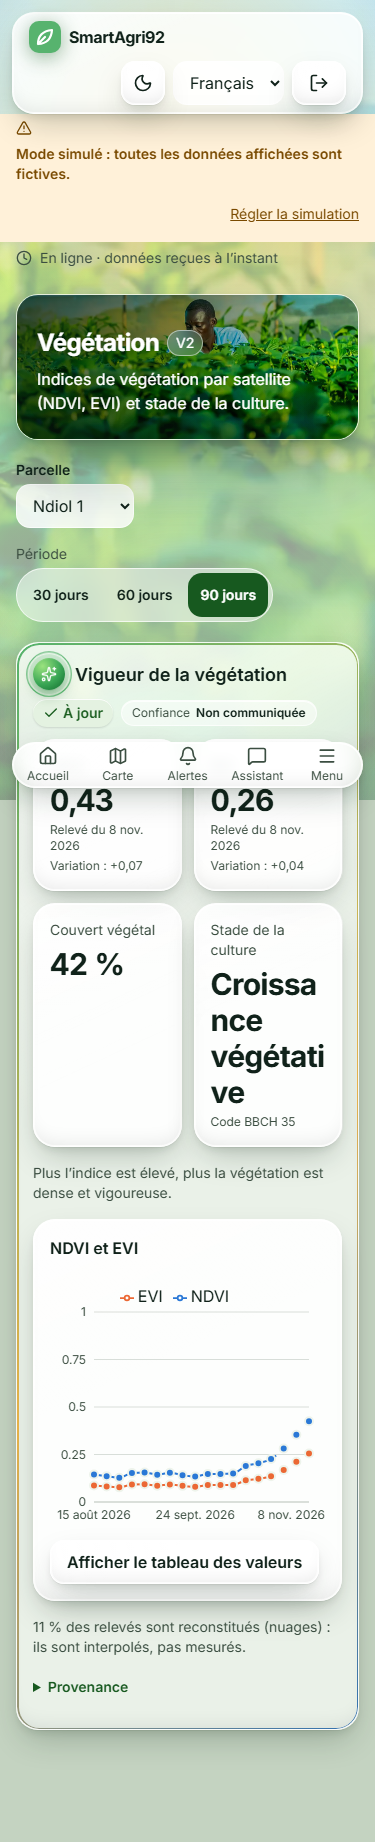 SmartAgri92
Français
Mode simulé : toutes les données affichées sont
fictives.
Régler la simulation
En ligne · données reçues à l’instant
Végétation V2
Indices de végétation par satellite
(NDVI, EVI) et stade de la culture.
Parcelle
Ndiol 1
Période
30 jours 60 jours 90 jours
Vigueur de la végétation
À jour Confiance Non communiquée
Accueil Carte Alertes Assistant Menu
0,43 0,26
Relevé du 8 nov. Relevé du 8 nov.
2026 2026
Variation : +0,07 Variation : +0,04
Couvert végétal
42 %
Stade de la
culture
Croissa
nce
végétati
ve
Code BBCH 35
Plus l’indice est élevé, plus la végétation est
dense et vigoureuse.
NDVI et EVI
EVI NDVI
1
0.75
0.5
0.25
0
15 août 2026 24 sept. 2026 8 nov. 2026
Afficher le tableau des valeurs
11 % des relevés sont reconstitués (nuages) :
ils sont interpolés, pas mesurés.
Provenance